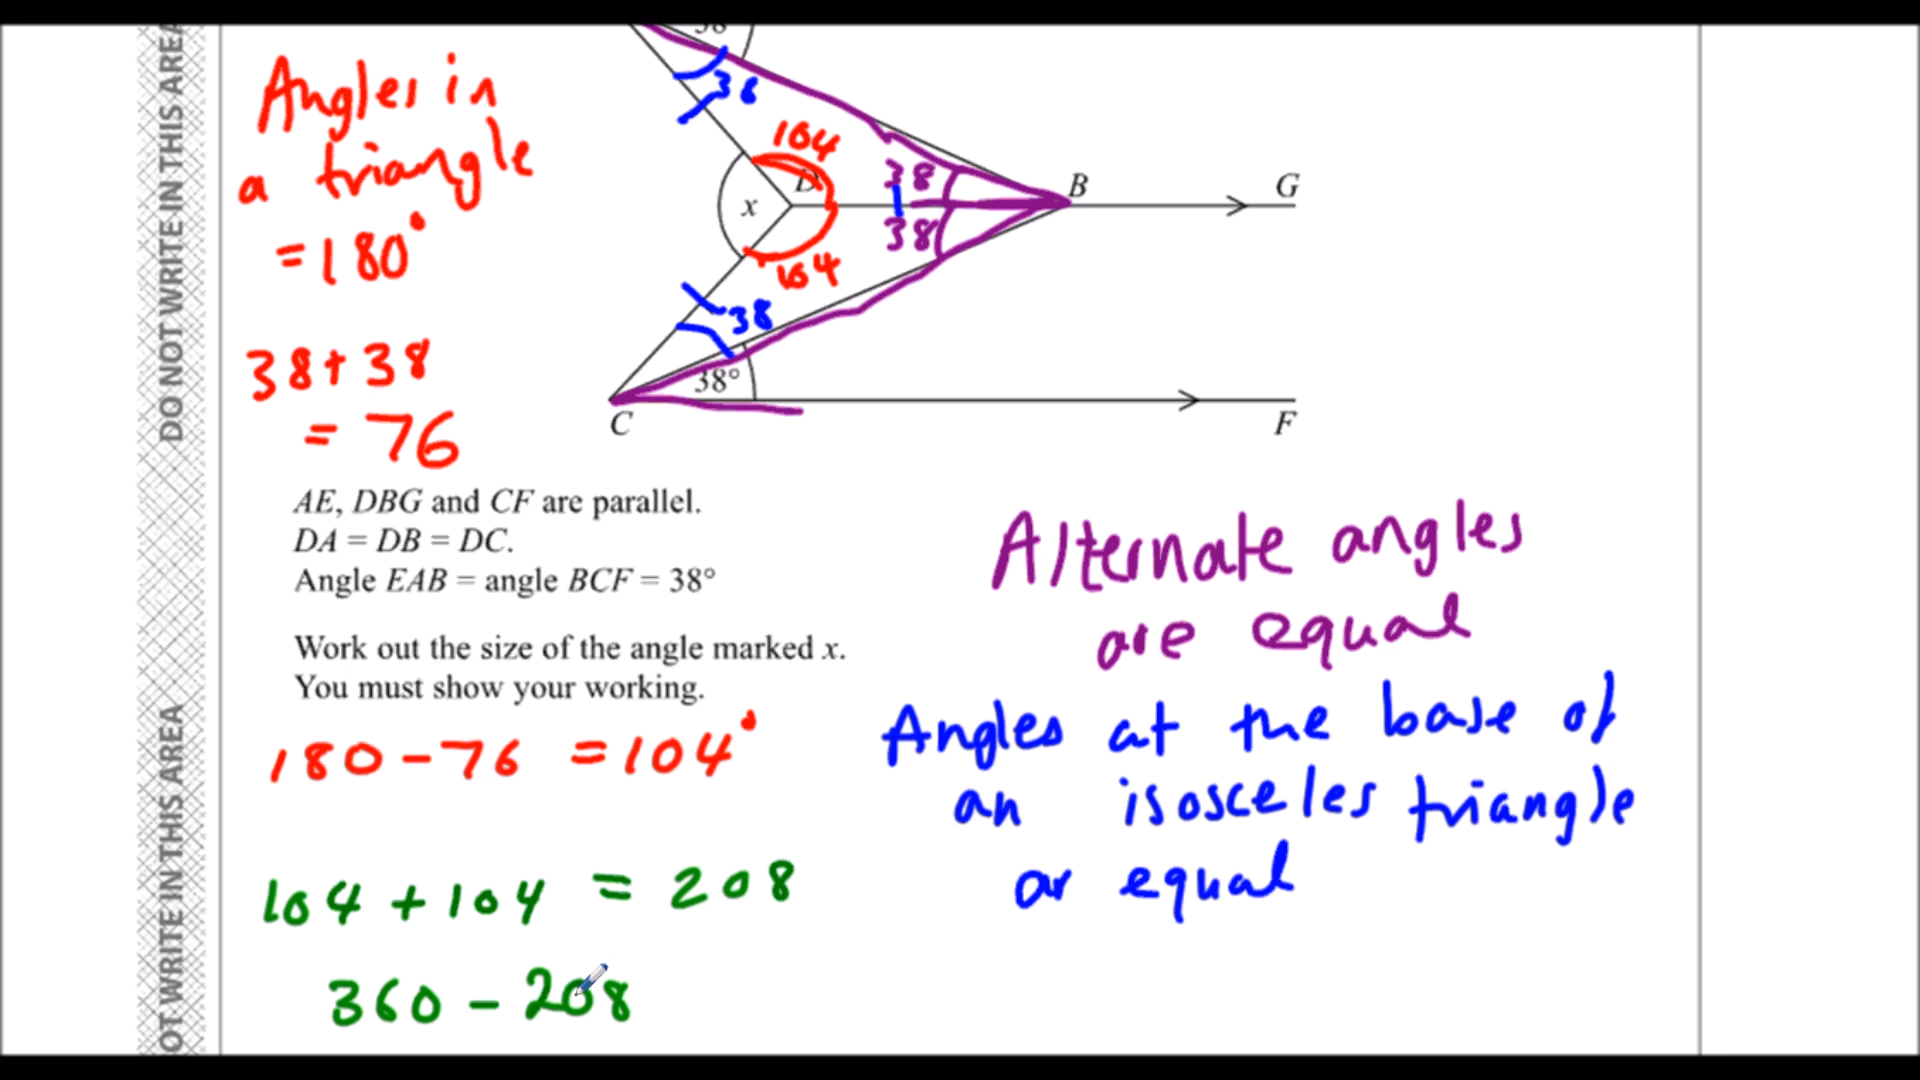 DO NOT WRITE IN THIS AREA
OT WRITE IN THIS AREA
Angles in
a triangle
= 180°
38 + 38
= 76
38
38
104
D
x
38
38
104
38
B
G
38°
C
F
AE, DBG and CF are parallel.
DA = DB = DC.
Angle EAB = angle BCF = 38°
Work out the size of the angle marked x.
You must show your working.
180 - 76 = 104°
104 + 104 = 208
360 - 208
Alternate angles
are equal
Angles at the base of
an isosceles triangle
ar equal